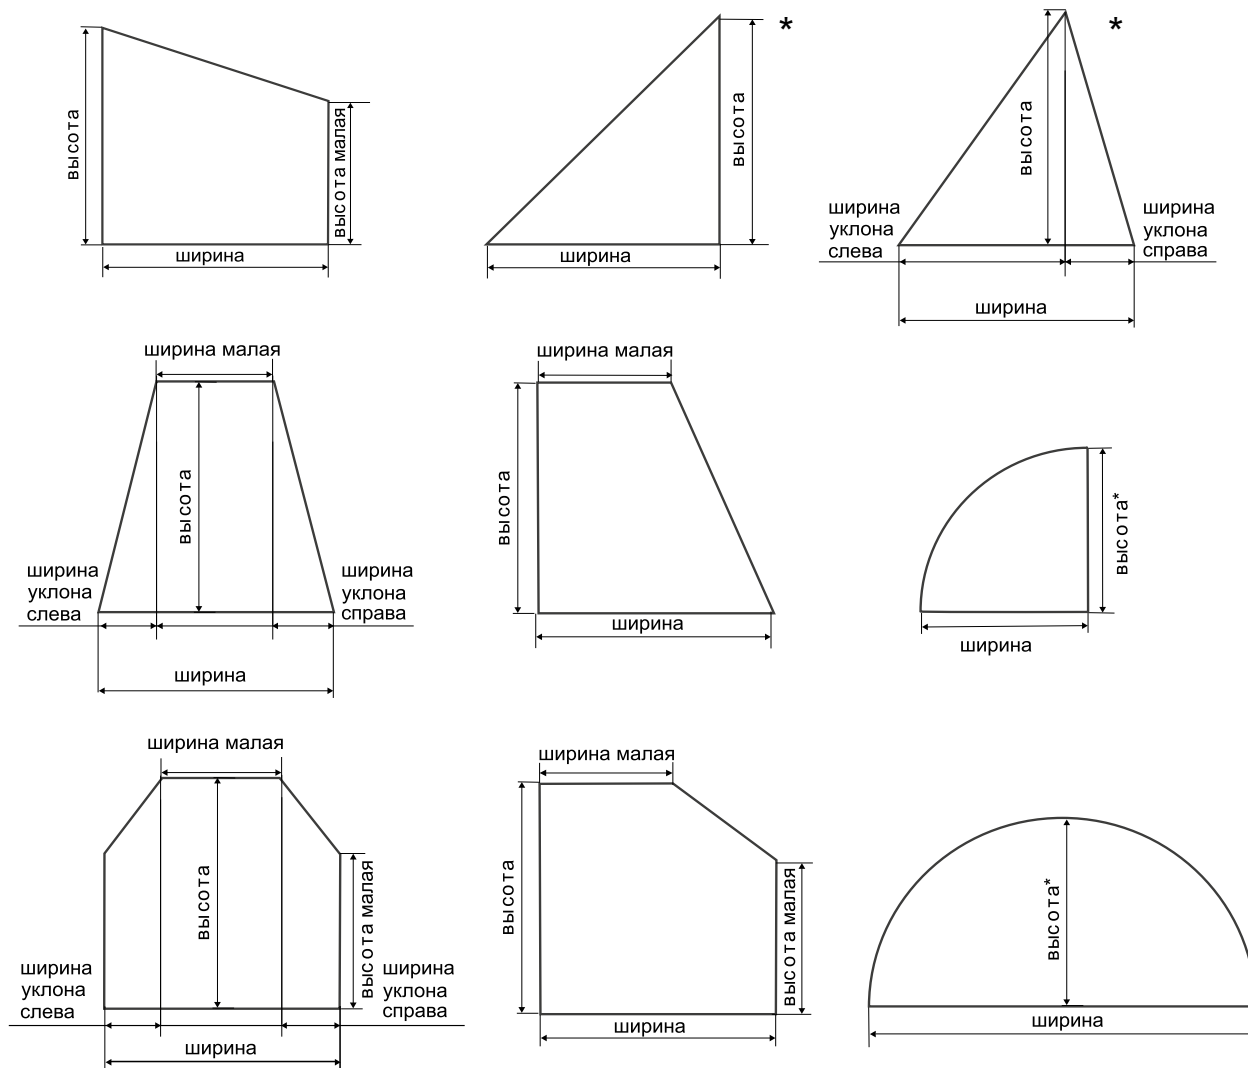 высота
высота малая
ширина
*
высота
ширина
*
высота
ширина
уклона
слева
ширина
уклона
справа
ширина
ширина малая
высота
ширина
уклона
слева
ширина
уклона
справа
ширина
ширина малая
высота
ширина
высота*
ширина
ширина малая
высота
высота малая
ширина
уклона
слева
ширина
уклона
справа
ширина
ширина малая
высота
высота малая
ширина
высота*
ширина